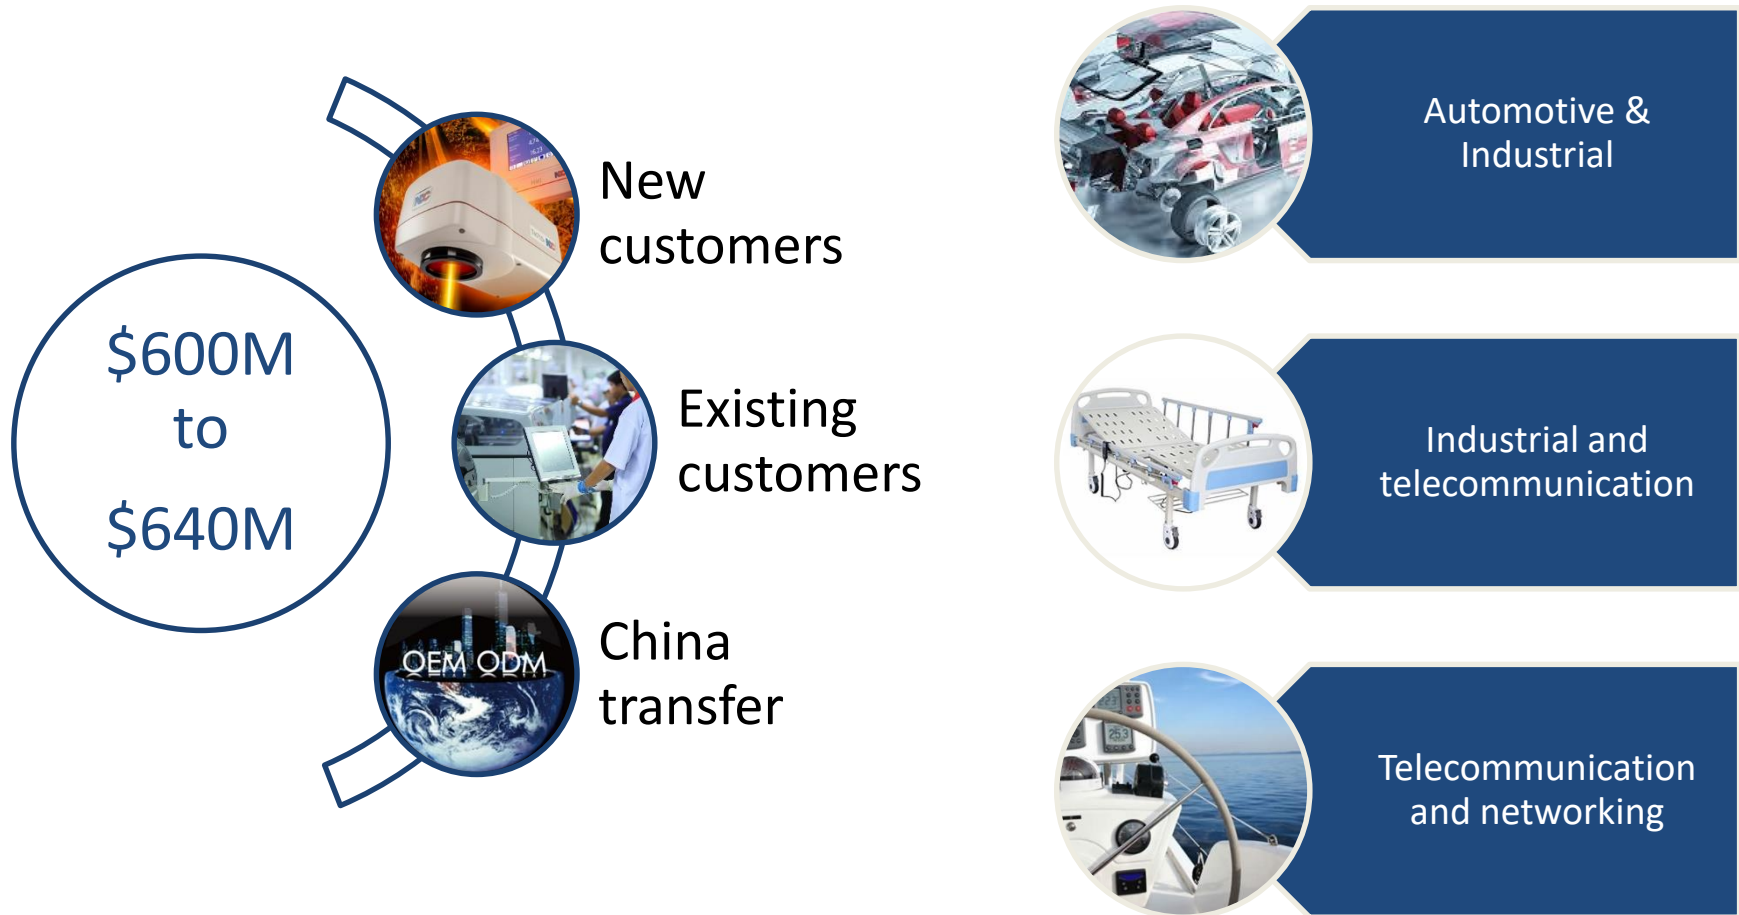 $600M
to
$640M
New
customers
Existing
customers
OEM ODM
China
transfer
Automotive &
Industrial
Industrial and
telecommunication
Telecommunication
and networking